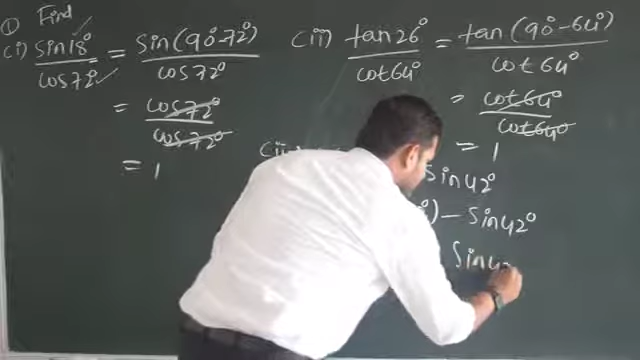 ① Find
(i) sin18° / cos72° = sin(90°-72°) / cos72°
= cos72° / cos72°
= 1
(ii) tan26° / cot64° = tan(90°-64°) / cot64°
= cot64° / cot64°
= 1
sin42°
) - sin42°